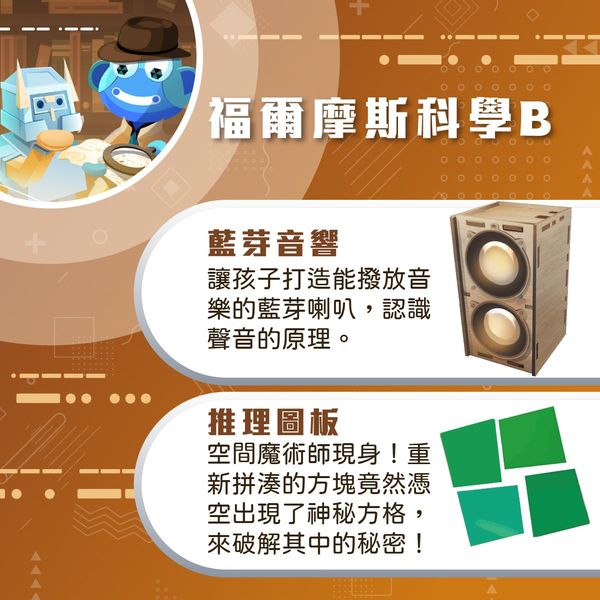 福爾摩斯科學B
藍芽音響
讓孩子打造能撥放音
樂的藍芽喇叭，認識
聲音的原理。
推理圖板
空間魔術師現身！重
新拼湊的方塊竟然憑
空出現了神秘方格，
來破解其中的秘密！